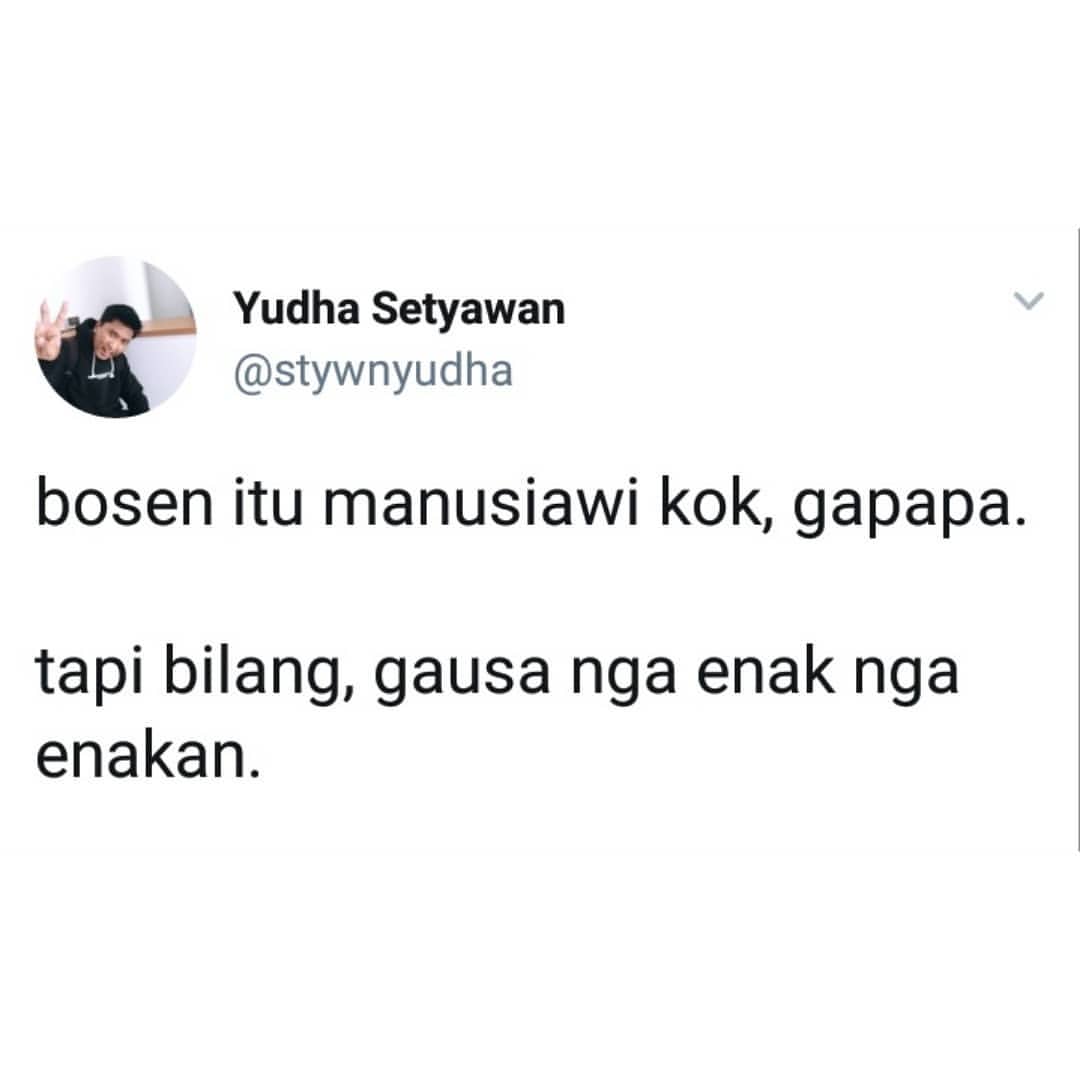 Yudha Setyawan
@stywnyudha
bosen itu manusiawi kok, gapapa.
tapi bilang, gausa nga enak nga
enakan.